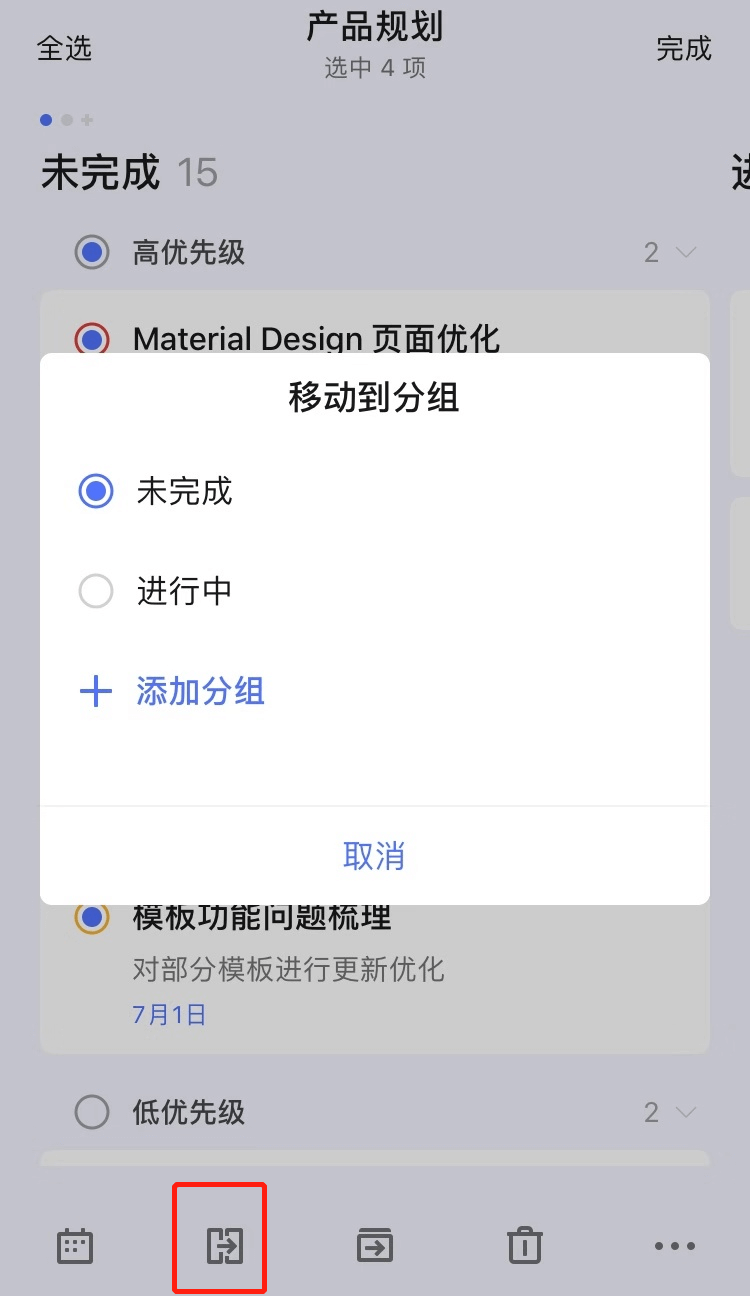 全选
产品规划
完成
选中 4 项
未完成 15
高优先级 2
Material Design 页面优化
移动到分组
未完成
进行中
添加分组
取消
模板功能问题梳理
对部分模板进行更新优化
7月1日
低优先级 2